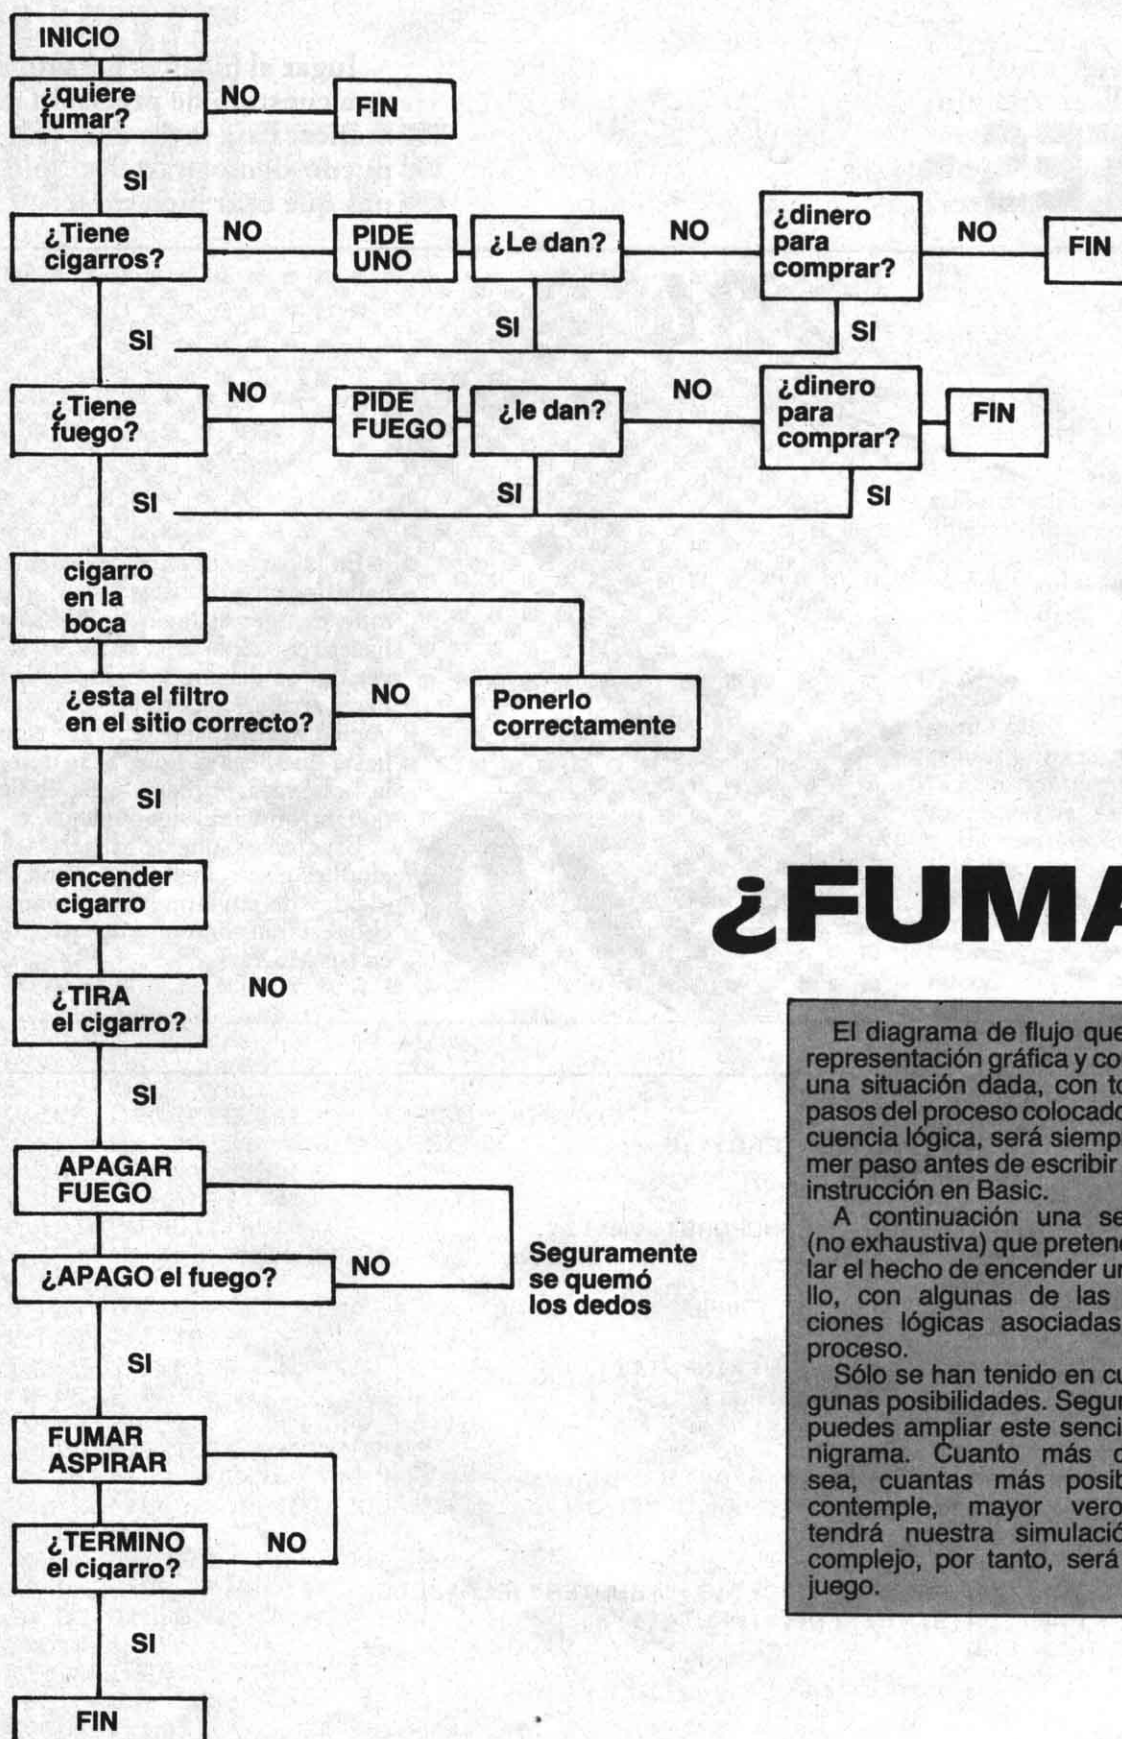 INICIO
¿quiere
fumar?
NO
FIN
SI
¿Tiene
cigarros?
NO
PIDE
UNO
¿Le dan?
NO
¿dinero
para
comprar?
NO
FIN
SI
SI
SI
¿Tiene
fuego?
NO
PIDE
FUEGO
¿le dan?
NO
¿dinero
para
comprar?
FIN
SI
SI
SI
cigarro
en la
boca
¿esta el filtro
en el sitio correcto?
NO
Ponerlo
correctamente
SI
encender
cigarro
¿TIRA
el cigarro?
NO
SI
APAGAR
FUEGO
¿APAGO el fuego?
NO
Seguramente
se quemó
los dedos
SI
FUMAR
ASPIRAR
¿TERMINO
el cigarro?
NO
SI
FIN
¿FUMA
El diagrama de flujo que
representación gráfica y co
una situación dada, con to
pasos del proceso colocado
cuencia lógica, será siemp
mer paso antes de escribir
instrucción en Basic.
A continuación una se
(no exhaustiva) que pretend
lar el hecho de encender un
llo, con algunas de las
ciones lógicas asociadas
proceso.
Sólo se han tenido en cu
gunas posibilidades. Segur
puedes ampliar este senci
nigrama. Cuanto más c
sea, cuantas más posib
contemple, mayor vero
tendrá nuestra simulació
complejo, por tanto, será
juego.